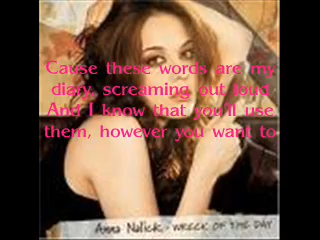 Cause these words are my
diary, screaming out loud
And I know that you'll use
them, however you want to
Anna Nalick - WRECK OF THE DAY